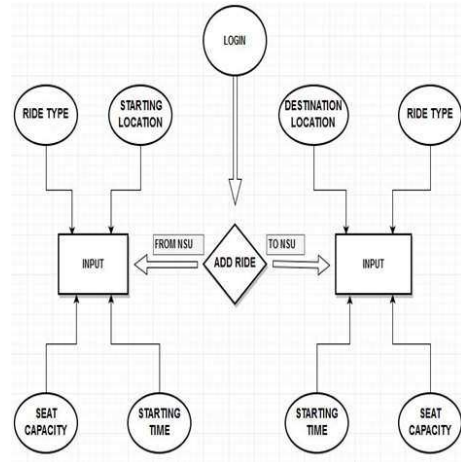 LOGIN
RIDE TYPE
STARTING
LOCATION
DESTINATION
LOCATION
RIDE TYPE
INPUT
FROM NSU
ADD RIDE
TO NSU
INPUT
SEAT
CAPACITY
STARTING
TIME
STARTING
TIME
SEAT
CAPACITY